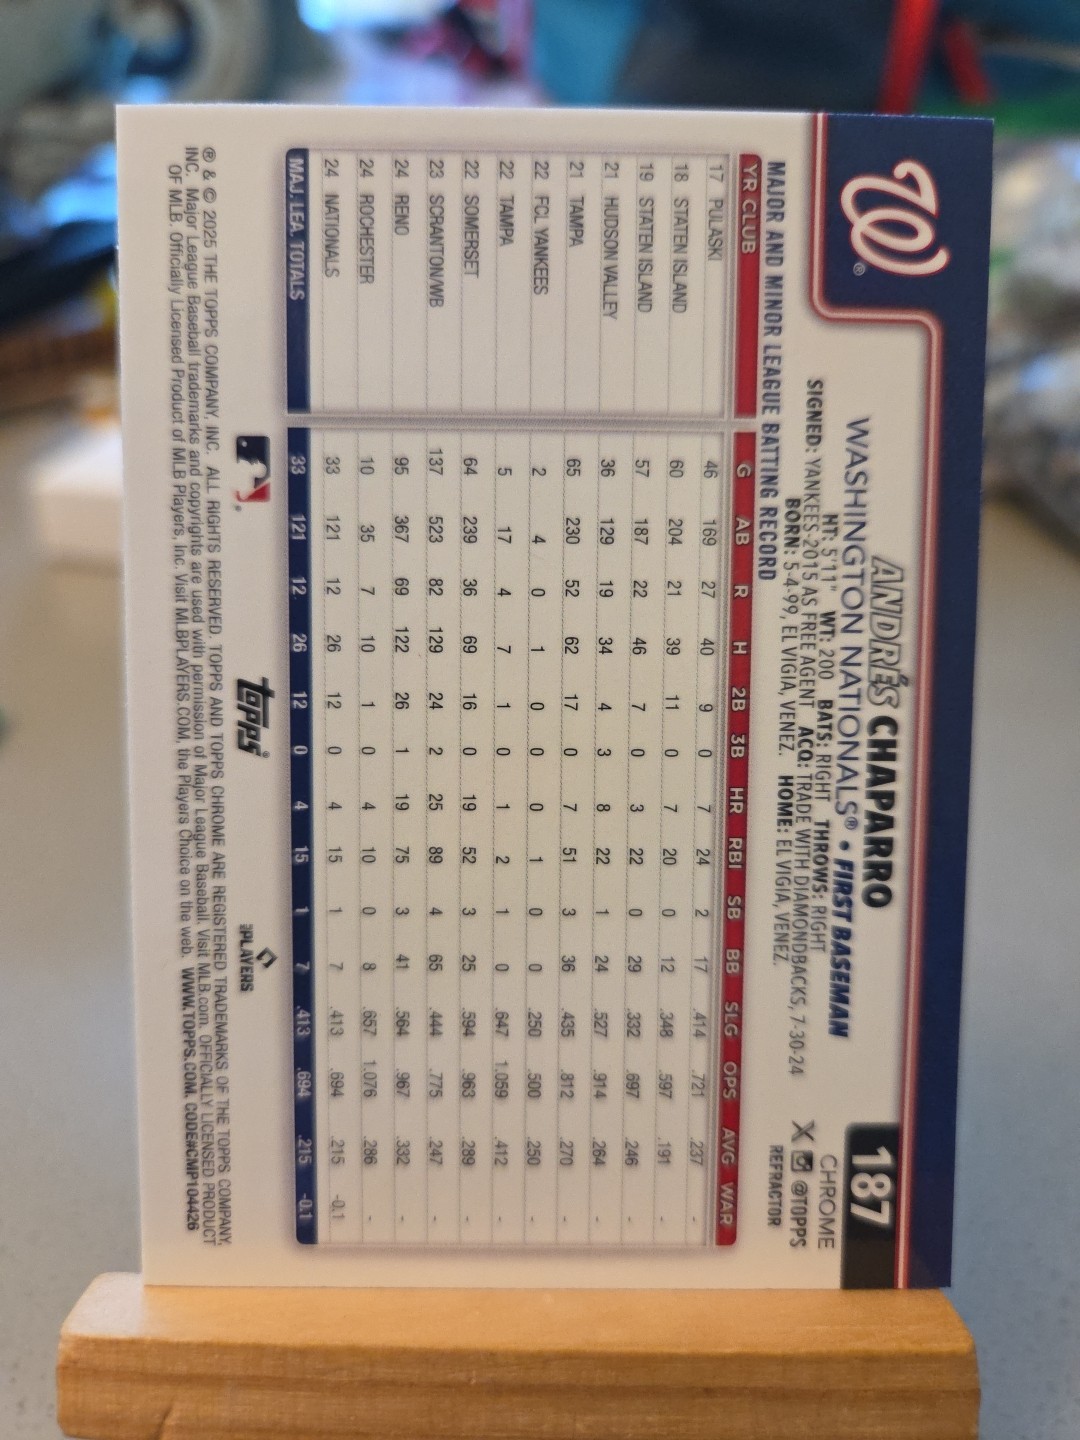 W®
187
ANDRÉS CHAPARRO
WASHINGTON NATIONALS® • FIRST BASEMAN
CHROME
HT: 5'11" WT: 200 BATS: RIGHT THROWS: RIGHT
SIGNED: YANKEES-2015 AS FREE AGENT ACQ: TRADE WITH DIAMONDBACKS, 7-30-24
X @TOPPS
BORN: 5-4-99, EL VIGIA, VENEZ. HOME: EL VIGIA, VENEZ.
REFRACTOR
MAJOR AND MINOR LEAGUE BATTING RECORD
YR CLUB G AB R H 2B 3B HR RBI SB BB SLG OPS AVG WAR
17 PULASKI 46 169 27 40 9 0 7 24 2 17 .414 .721 .237 -
18 STATEN ISLAND 60 204 21 39 11 0 7 20 0 12 .348 .597 .191 -
19 STATEN ISLAND 57 187 22 46 7 0 3 22 0 29 .332 .697 .246 -
21 HUDSON VALLEY 36 129 19 34 4 3 8 22 1 24 .527 .914 .264 -
21 TAMPA 65 230 52 62 17 0 7 51 3 36 .435 .812 .270 -
22 FCL YANKEES 2 4 0 1 0 0 0 1 0 0 .250 .500 .250 -
22 TAMPA 5 17 4 7 1 0 1 2 1 0 .647 1.059 .412 -
22 SOMERSET 64 239 36 69 16 0 19 52 3 25 .594 .963 .289 -
23 SCRANTON/WB 137 523 82 129 24 2 25 89 4 65 .444 .775 .247 -
24 RENO 95 367 69 122 26 1 19 75 3 41 .564 .967 .332 -
24 ROCHESTER 10 35 7 10 1 0 4 10 0 8 .657 1.076 .286 -
24 NATIONALS 33 121 12 26 12 0 4 15 1 7 .413 .694 .215 -0.1
MAJ. LEA. TOTALS 33 121 12 26 12 0 4 15 1 7 .413 .694 .215 -0.1
topps® PLAYERS
® & © 2025 THE TOPPS COMPANY, INC. ALL RIGHTS RESERVED. TOPPS AND TOPPS CHROME ARE REGISTERED TRADEMARKS OF THE TOPPS COMPANY,
INC. Major League Baseball trademarks and copyrights are used with permission of Major League Baseball. Visit MLB.com. OFFICIALLY LICENSED PRODUCT
OF MLB. Officially Licensed Product of MLB Players, Inc. Visit MLBPLAYERS.COM, the Players Choice on the web. WWW.TOPPS.COM. CODE#CMP104426